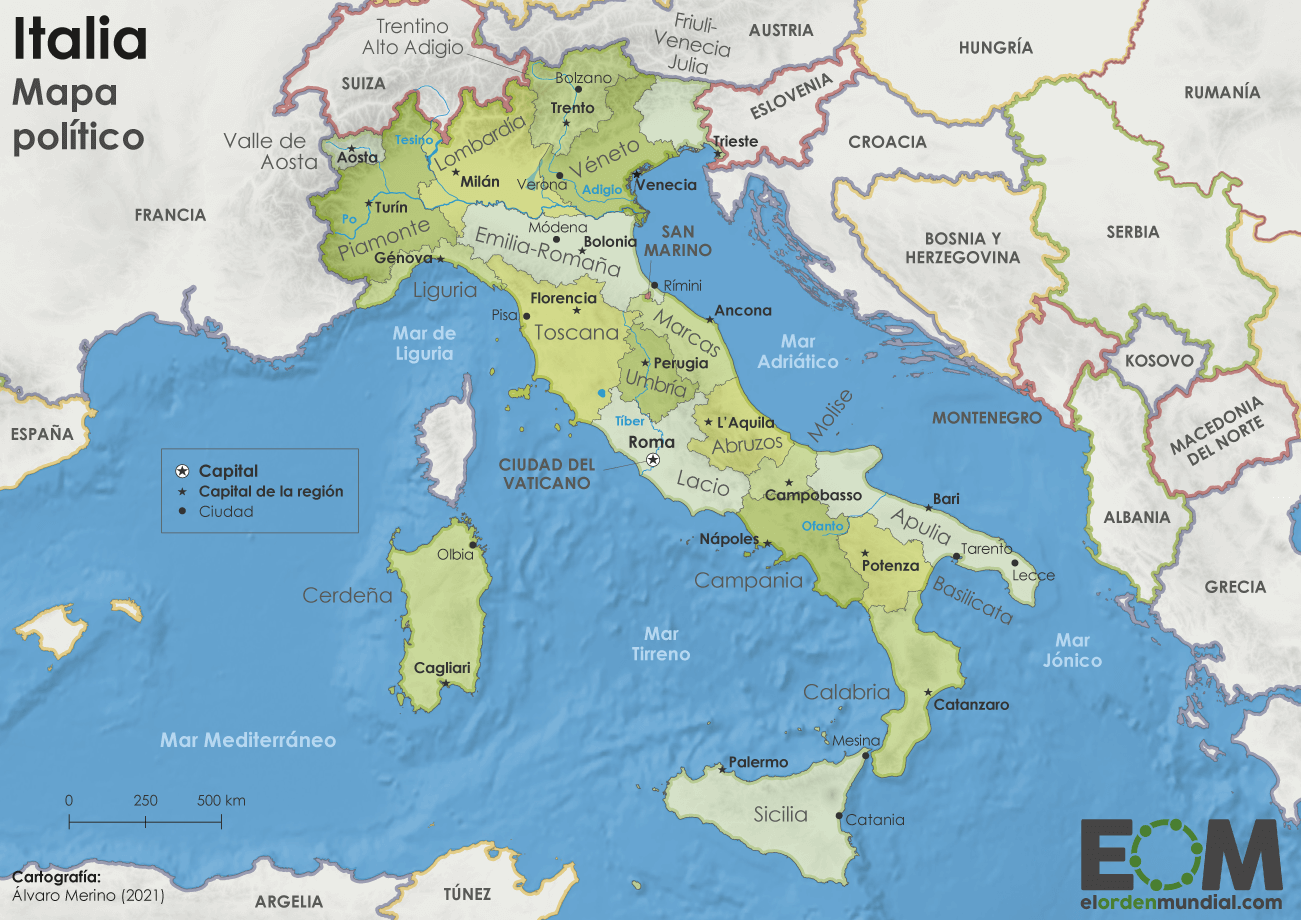 Italia
Mapa
político
Trentino
Alto Adigio
Friuli-
Venecia
Julia
AUSTRIA
HUNGRÍA
RUMANÍA
SUIZA
ESLOVENIA
CROACIA
Bolzano
Trento
Valle de
Aosta
Aosta
Tesino
Lombardía
Véneto
Trieste
Milán
Verona
Adigio
Venecia
FRANCIA
Po
Turín
Piamonte
Génova
Liguria
Módena
Bolonia
Emilia-Romaña
SAN
MARINO
Rímini
BOSNIA Y
HERZEGOVINA
SERBIA
Florencia
Pisa
Toscana
Marcas
Ancona
Mar de
Liguria
Mar
Adriático
Perugia
Umbría
KOSOVO
MONTENEGRO
MACEDONIA
DEL NORTE
ESPAÑA
Tíber
L'Aquila
Abruzos
Molise
Roma
CIUDAD DEL
VATICANO
Lacio
Capital
Capital de la región
Ciudad
Campobasso
Bari
Apulia
Ofanto
ALBANIA
Nápoles
Campania
Potenza
Tarento
Lecce
Basilicata
GRECIA
Olbia
Cerdeña
Cagliari
Mar
Tirreno
Mar
Jónico
Calabria
Catanzaro
Mar Mediterráneo
Mesina
Palermo
Sicilia
Catania
0 250 500 km
Cartografía:
Álvaro Merino (2021)
ARGELIA
TÚNEZ
EOM
elordenmundial.com